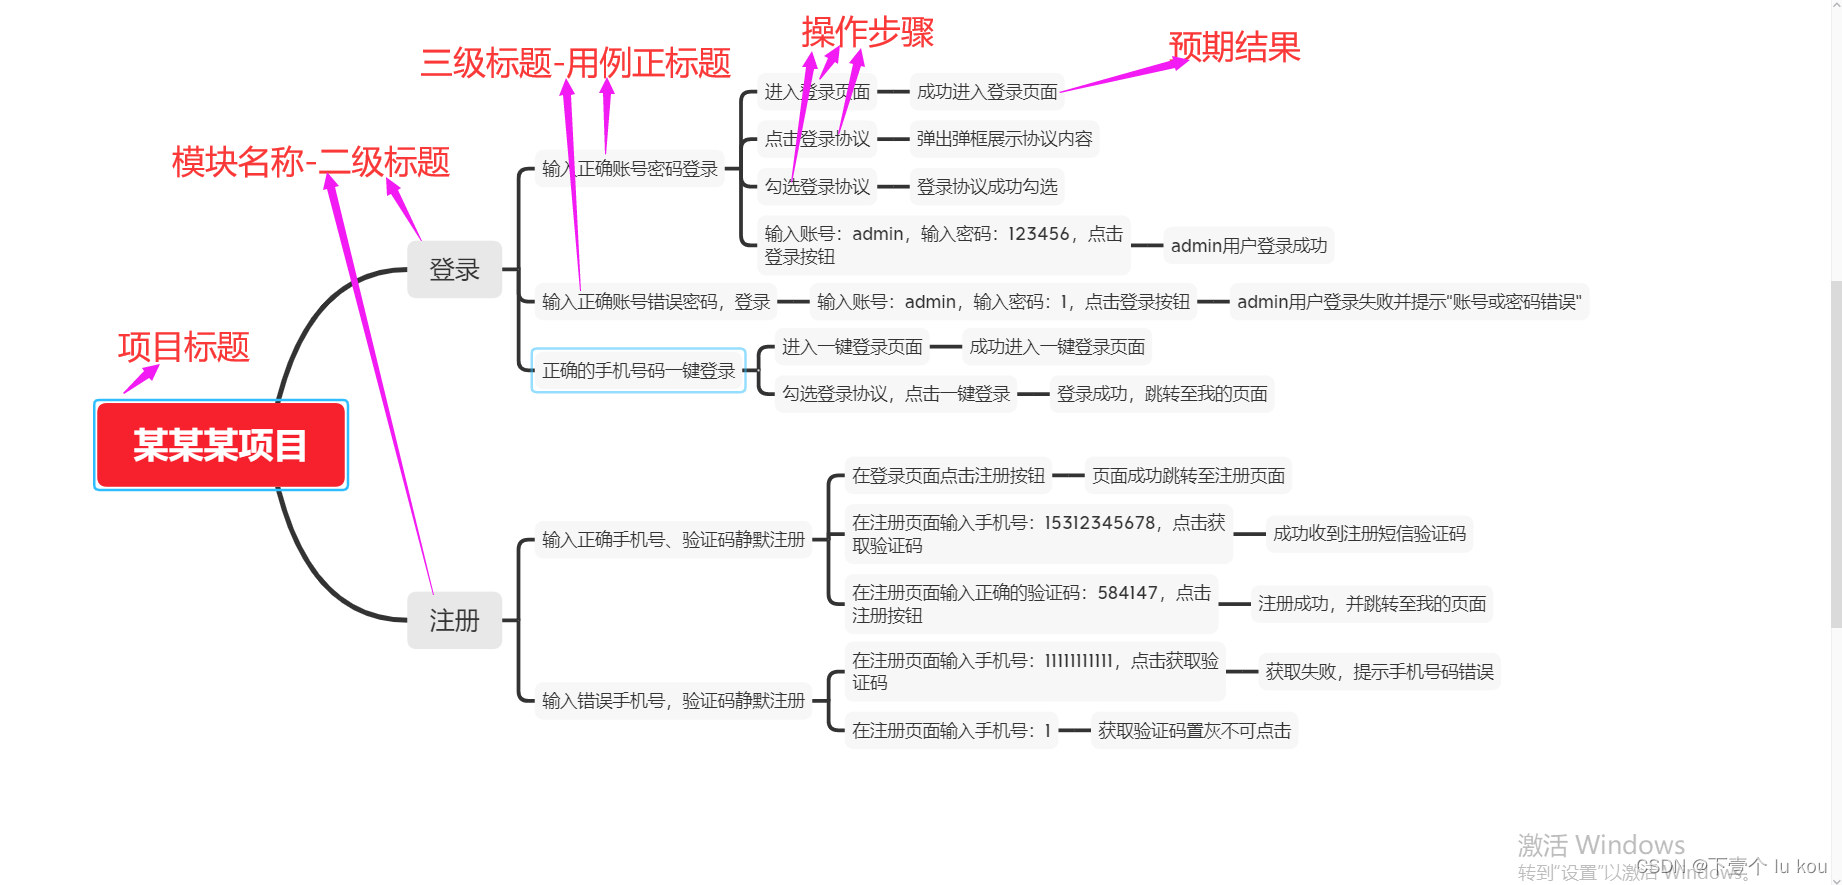 操作步骤
预期结果
三级标题-用例正标题
模块名称-二级标题
项目标题
某某某项目
登录
输入正确账号密码登录
进入登录页面
成功进入登录页面
点击登录协议
弹出弹框展示协议内容
勾选登录协议
登录协议成功勾选
输入账号：admin，输入密码：123456，点击
登录按钮
admin用户登录成功
输入正确账号错误密码，登录
输入账号：admin，输入密码：1，点击登录按钮
admin用户登录失败并提示"账号或密码错误"
正确的手机号码一键登录
进入一键登录页面
成功进入一键登录页面
勾选登录协议，点击一键登录
登录成功，跳转至我的页面
注册
输入正确手机号、验证码静默注册
在登录页面点击注册按钮
页面成功跳转至注册页面
在注册页面输入手机号：15312345678，点击获
取验证码
成功收到注册短信验证码
在注册页面输入正确的验证码：584147，点击
注册按钮
注册成功，并跳转至我的页面
输入错误手机号，验证码静默注册
在注册页面输入手机号：11111111111，点击获取验
证码
获取失败，提示手机号码错误
在注册页面输入手机号：1
获取验证码置灰不可点击
激活 Windows
转到"设置"以激活 Windows。
CSDN @下壹个 lu kou